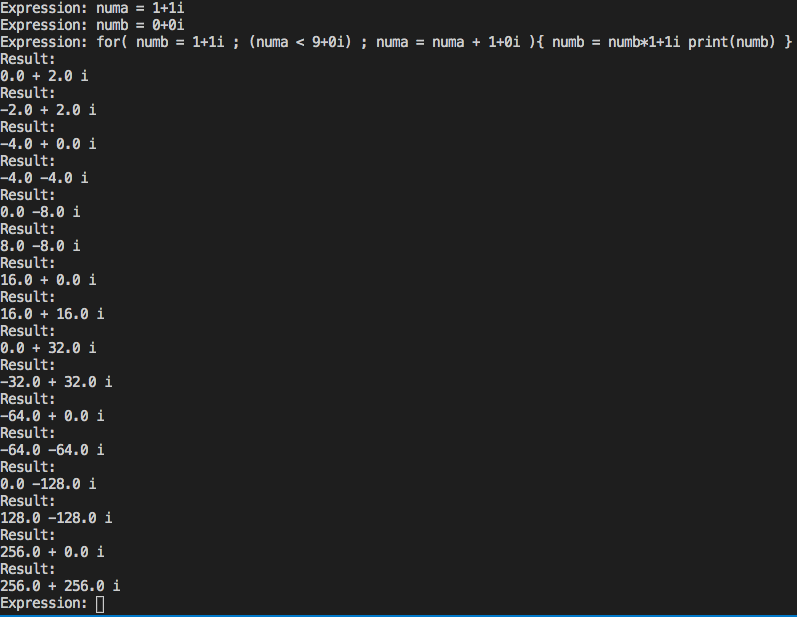 Expression: numa = 1+1i
Expression: numb = 0+0i
Expression: for( numb = 1+1i ; (numa < 9+0i) ; numa = numa + 1+0i ){ numb = numb*1+1i print(numb) }
Result:
0.0 + 2.0 i
Result:
-2.0 + 2.0 i
Result:
-4.0 + 0.0 i
Result:
-4.0 -4.0 i
Result:
0.0 -8.0 i
Result:
8.0 -8.0 i
Result:
16.0 + 0.0 i
Result:
16.0 + 16.0 i
Result:
0.0 + 32.0 i
Result:
-32.0 + 32.0 i
Result:
-64.0 + 0.0 i
Result:
-64.0 -64.0 i
Result:
0.0 -128.0 i
Result:
128.0 -128.0 i
Result:
256.0 + 0.0 i
Result:
256.0 + 256.0 i
Expression: